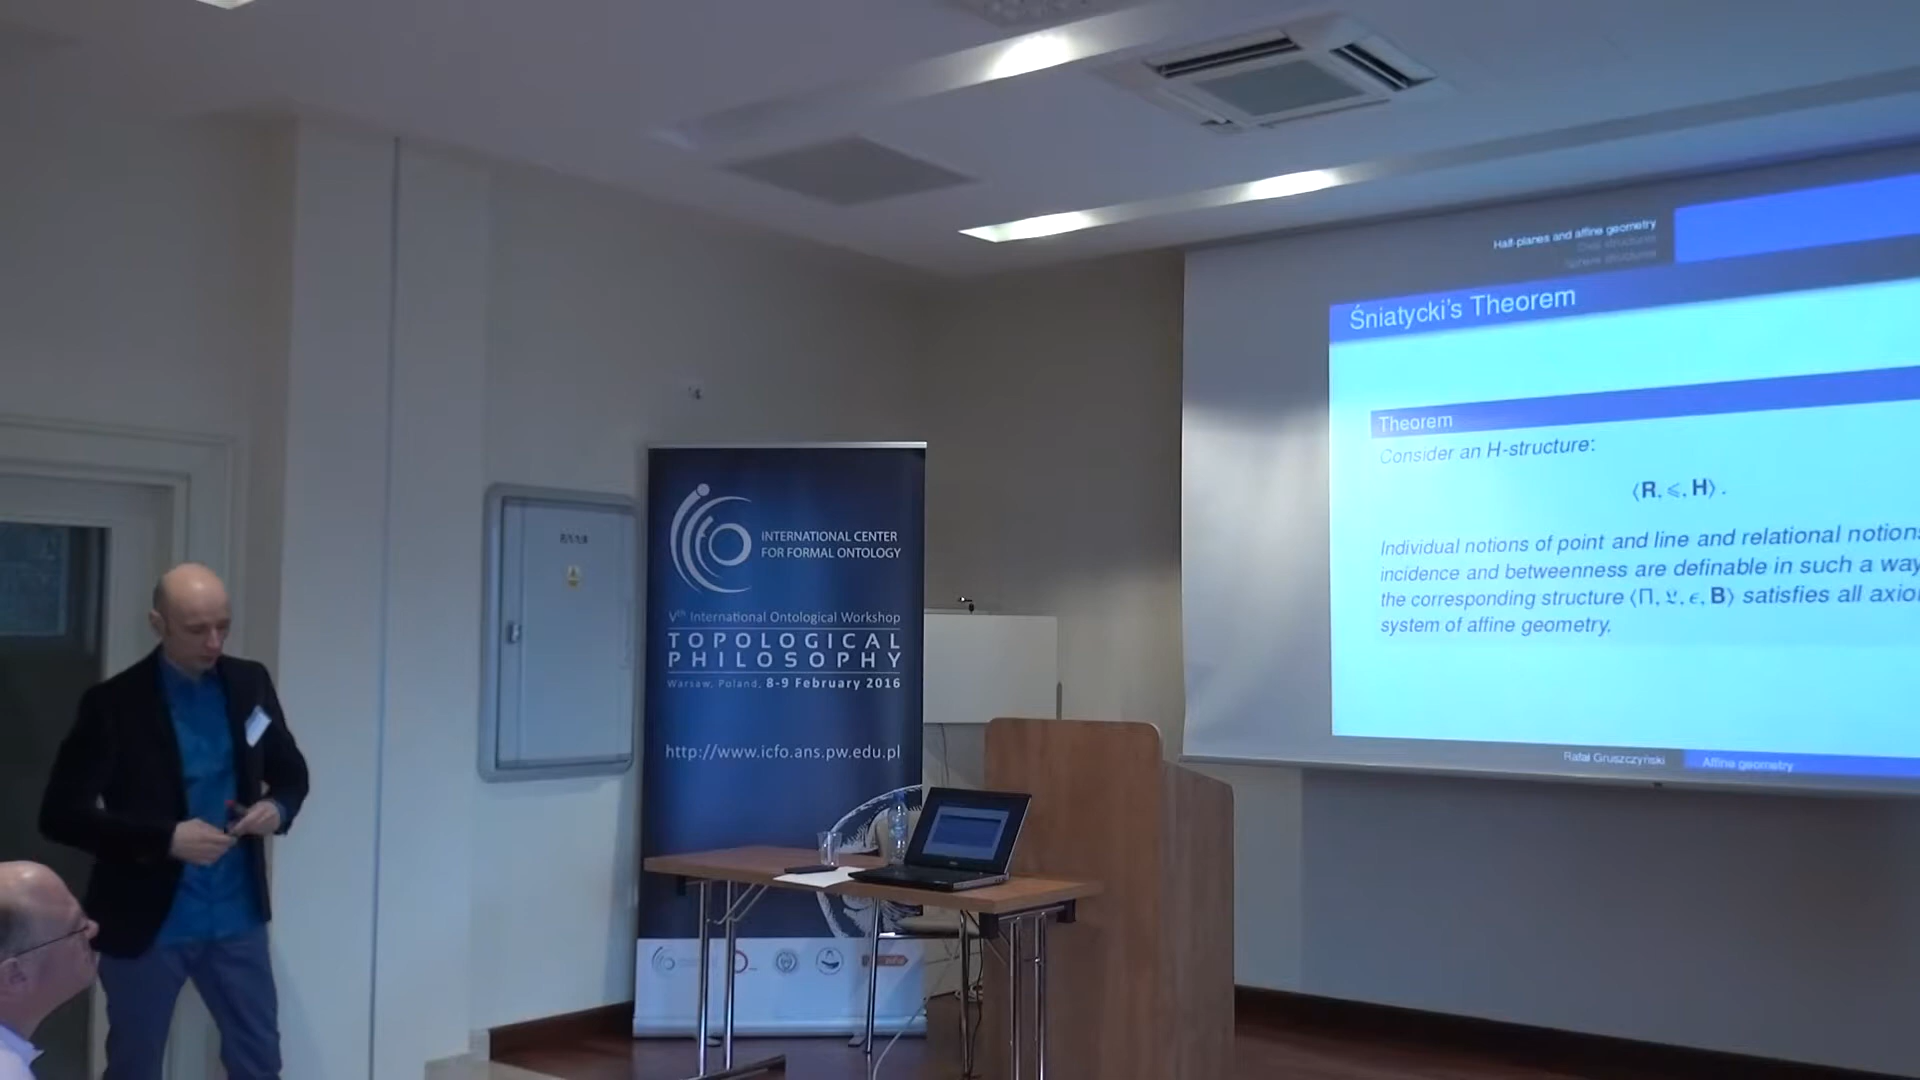 INTERNATIONAL CENTER
FOR FORMAL ONTOLOGY
Vth International Ontological Workshop
TOPOLOGICAL
PHILOSOPHY
Warsaw, Poland, 8-9 February 2016
http://www.icfo.ans.pw.edu.pl
Half-planes and affine geometry
Sphere structures
Śniatycki's Theorem
Theorem
Consider an H-structure:
⟨R, ⩽, H⟩.
Individual notions of point and line and relational notions
incidence and betweenness are definable in such a way
the corresponding structure ⟨Π, 𝔏, ϵ, B⟩ satisfies all axio
system of affine geometry.
Rafał Gruszczyński
Affine geometry